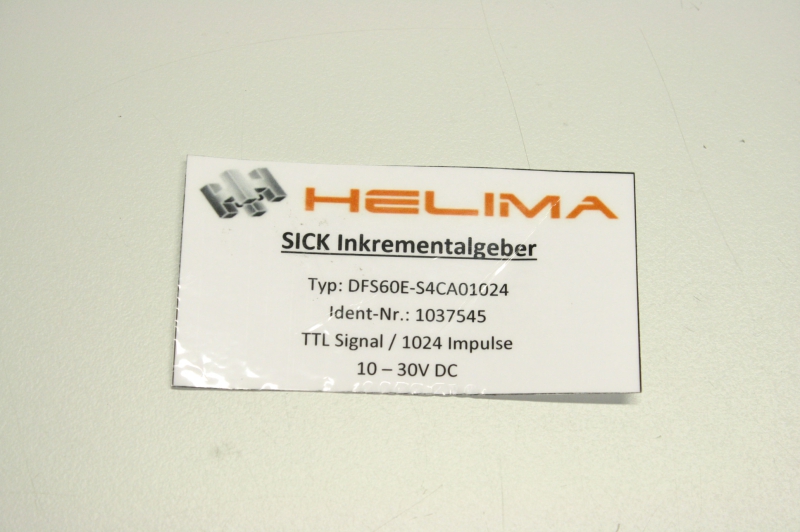 HELIMA
SICK Inkrementalgeber
Typ: DFS60E-S4CA01024
Ident-Nr.: 1037545
TTL Signal / 1024 Impulse
10 – 30V DC